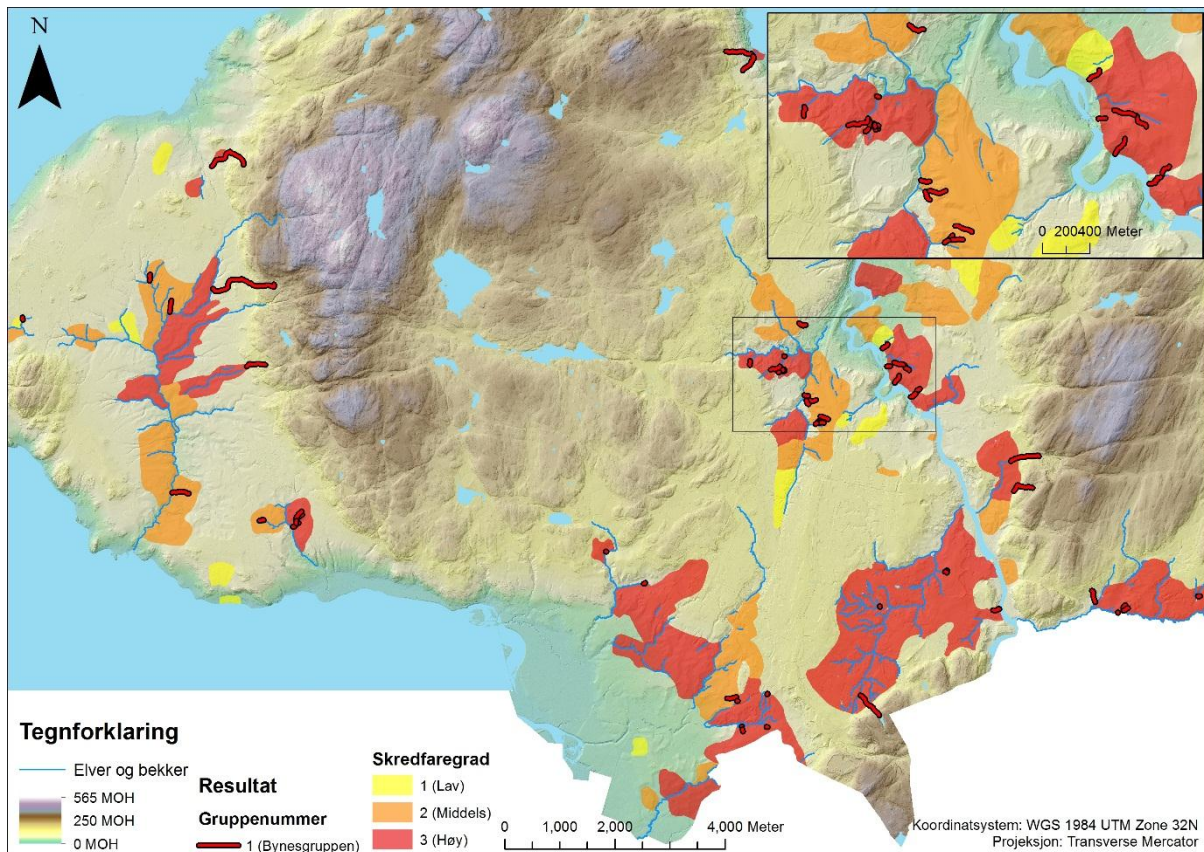 N
0 200400 Meter
Tegnforklaring
Elver og bekker
565 MOH
250 MOH
0 MOH
Resultat
Gruppenummer
1 (Bynesgruppen)
Skredfaregrad
1 (Lav)
2 (Middels)
3 (Høy)
0 1,000 2,000 4,000 Meter
Koordinatsystem: WGS 1984 UTM Zone 32N
Projeksjon: Transverse Mercator